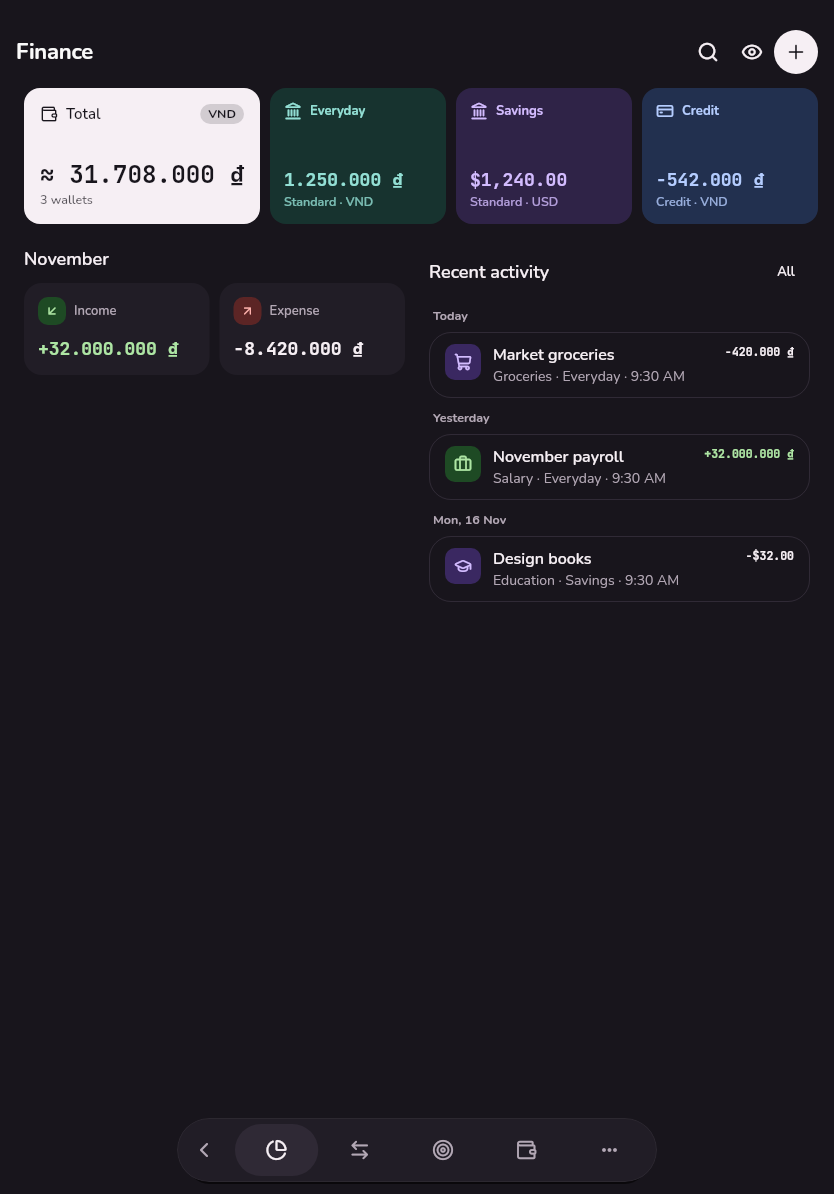 Finance
Total
VND
≈ 31.708.000 ₫
3 wallets
Everyday
1.250.000 ₫
Standard · VND
Savings
$1,240.00
Standard · USD
Credit
-542.000 ₫
Credit · VND
November
Income
+32.000.000 ₫
Expense
-8.420.000 ₫
Recent activity
All
Today
Market groceries
-420.000 ₫
Groceries · Everyday · 9:30 AM
Yesterday
November payroll
+32.000.000 ₫
Salary · Everyday · 9:30 AM
Mon, 16 Nov
Design books
-$32.00
Education · Savings · 9:30 AM